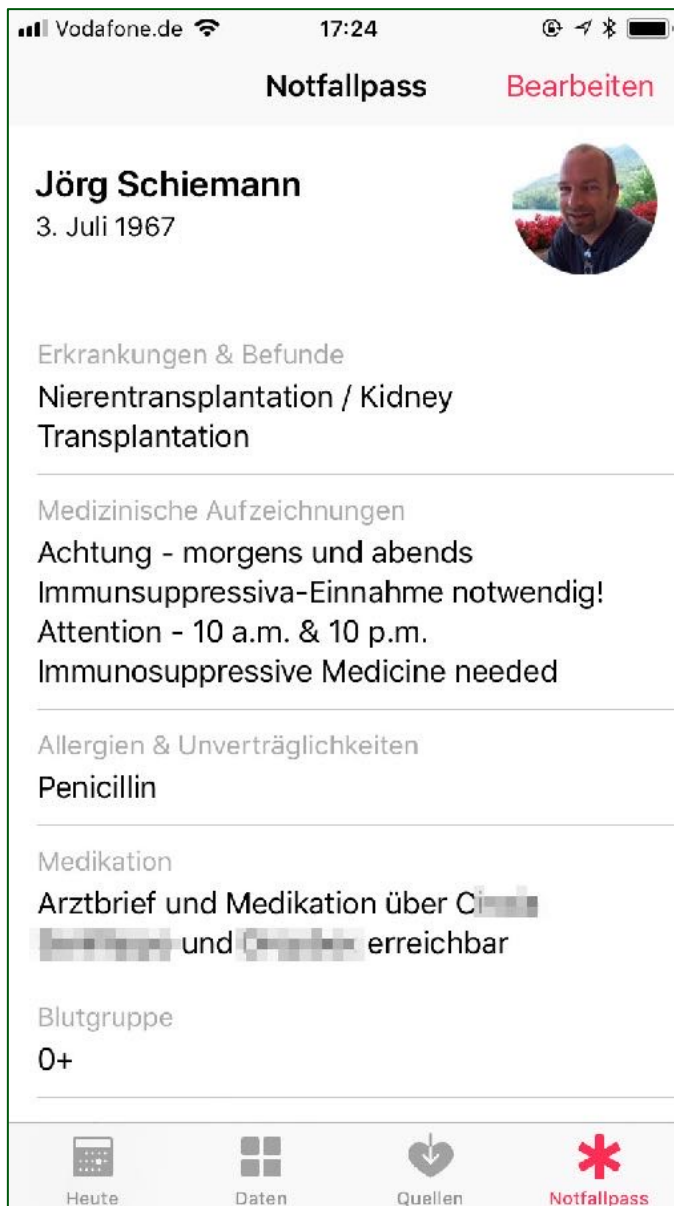 Vodafone.de 17:24
Notfallpass Bearbeiten
Jörg Schiemann
3. Juli 1967
Erkrankungen & Befunde
Nierentransplantation / Kidney
Transplantation
Medizinische Aufzeichnungen
Achtung - morgens und abends
Immunsuppressiva-Einnahme notwendig!
Attention - 10 a.m. & 10 p.m.
Immunosuppressive Medicine needed
Allergien & Unverträglichkeiten
Penicillin
Medikation
Arztbrief und Medikation über
und erreichbar
Blutgruppe
0+
Heute Daten Quellen Notfallpass